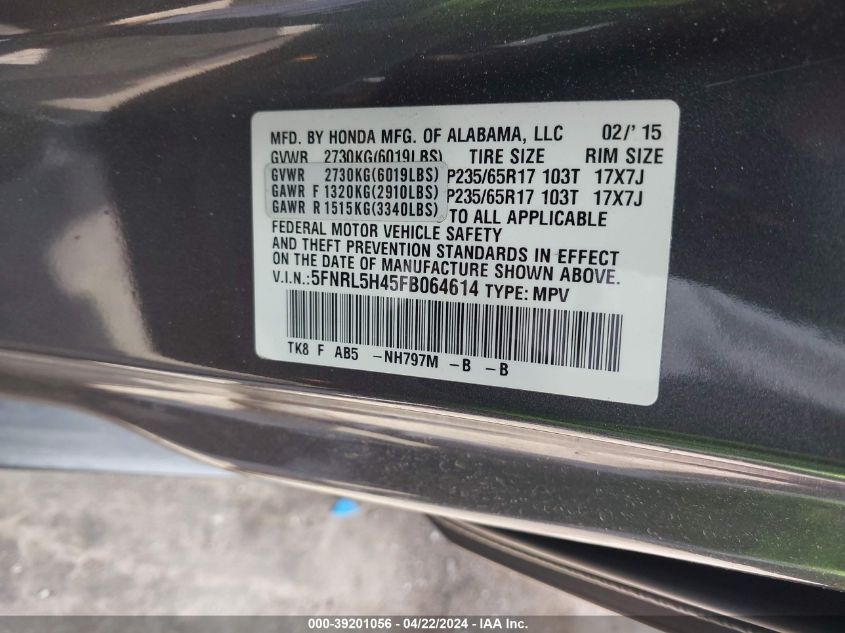 MFD. BY HONDA MFG. OF ALABAMA, LLC 02/'15
GVWR 2730KG(6019LBS) TIRE SIZE RIM SIZE
GVWR 2730KG(6019LBS) P235/65R17 103T 17X7J
GAWR F 1320KG(2910LBS) P235/65R17 103T 17X7J
GAWR R 1515KG(3340LBS) TO ALL APPLICABLE
FEDERAL MOTOR VEHICLE SAFETY
AND THEFT PREVENTION STANDARDS IN EFFECT
ON THE DATE OF MANUFACTURE SHOWN ABOVE.
V.I.N.:5FNRL5H45FB064614 TYPE: MPV
TK8 F AB5 -NH797M -B -B
000-39201056 - 04/22/2024 - IAA Inc.